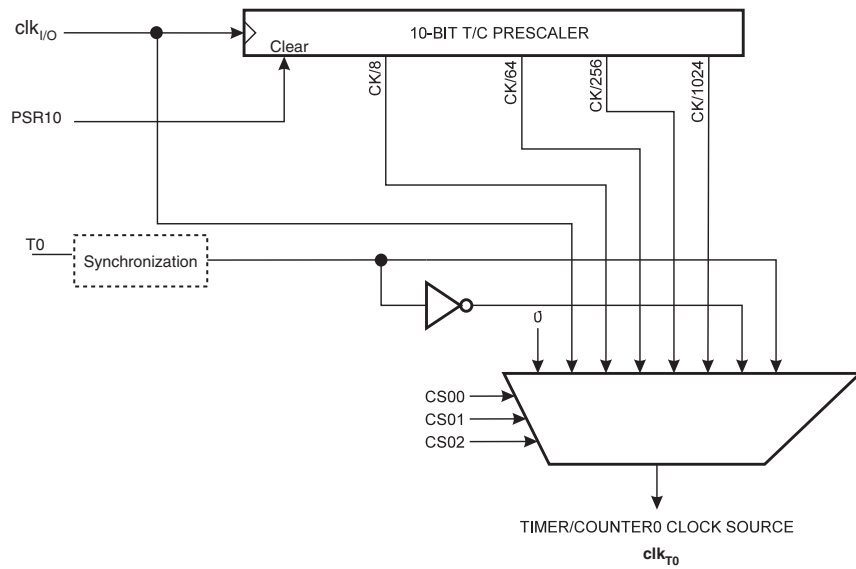 clkI/O
10-BIT T/C PRESCALER
Clear
CK/8
CK/64
CK/256
CK/1024
PSR10
T0
Synchronization
0
CS00
CS01
CS02
TIMER/COUNTER0 CLOCK SOURCE
clkT0